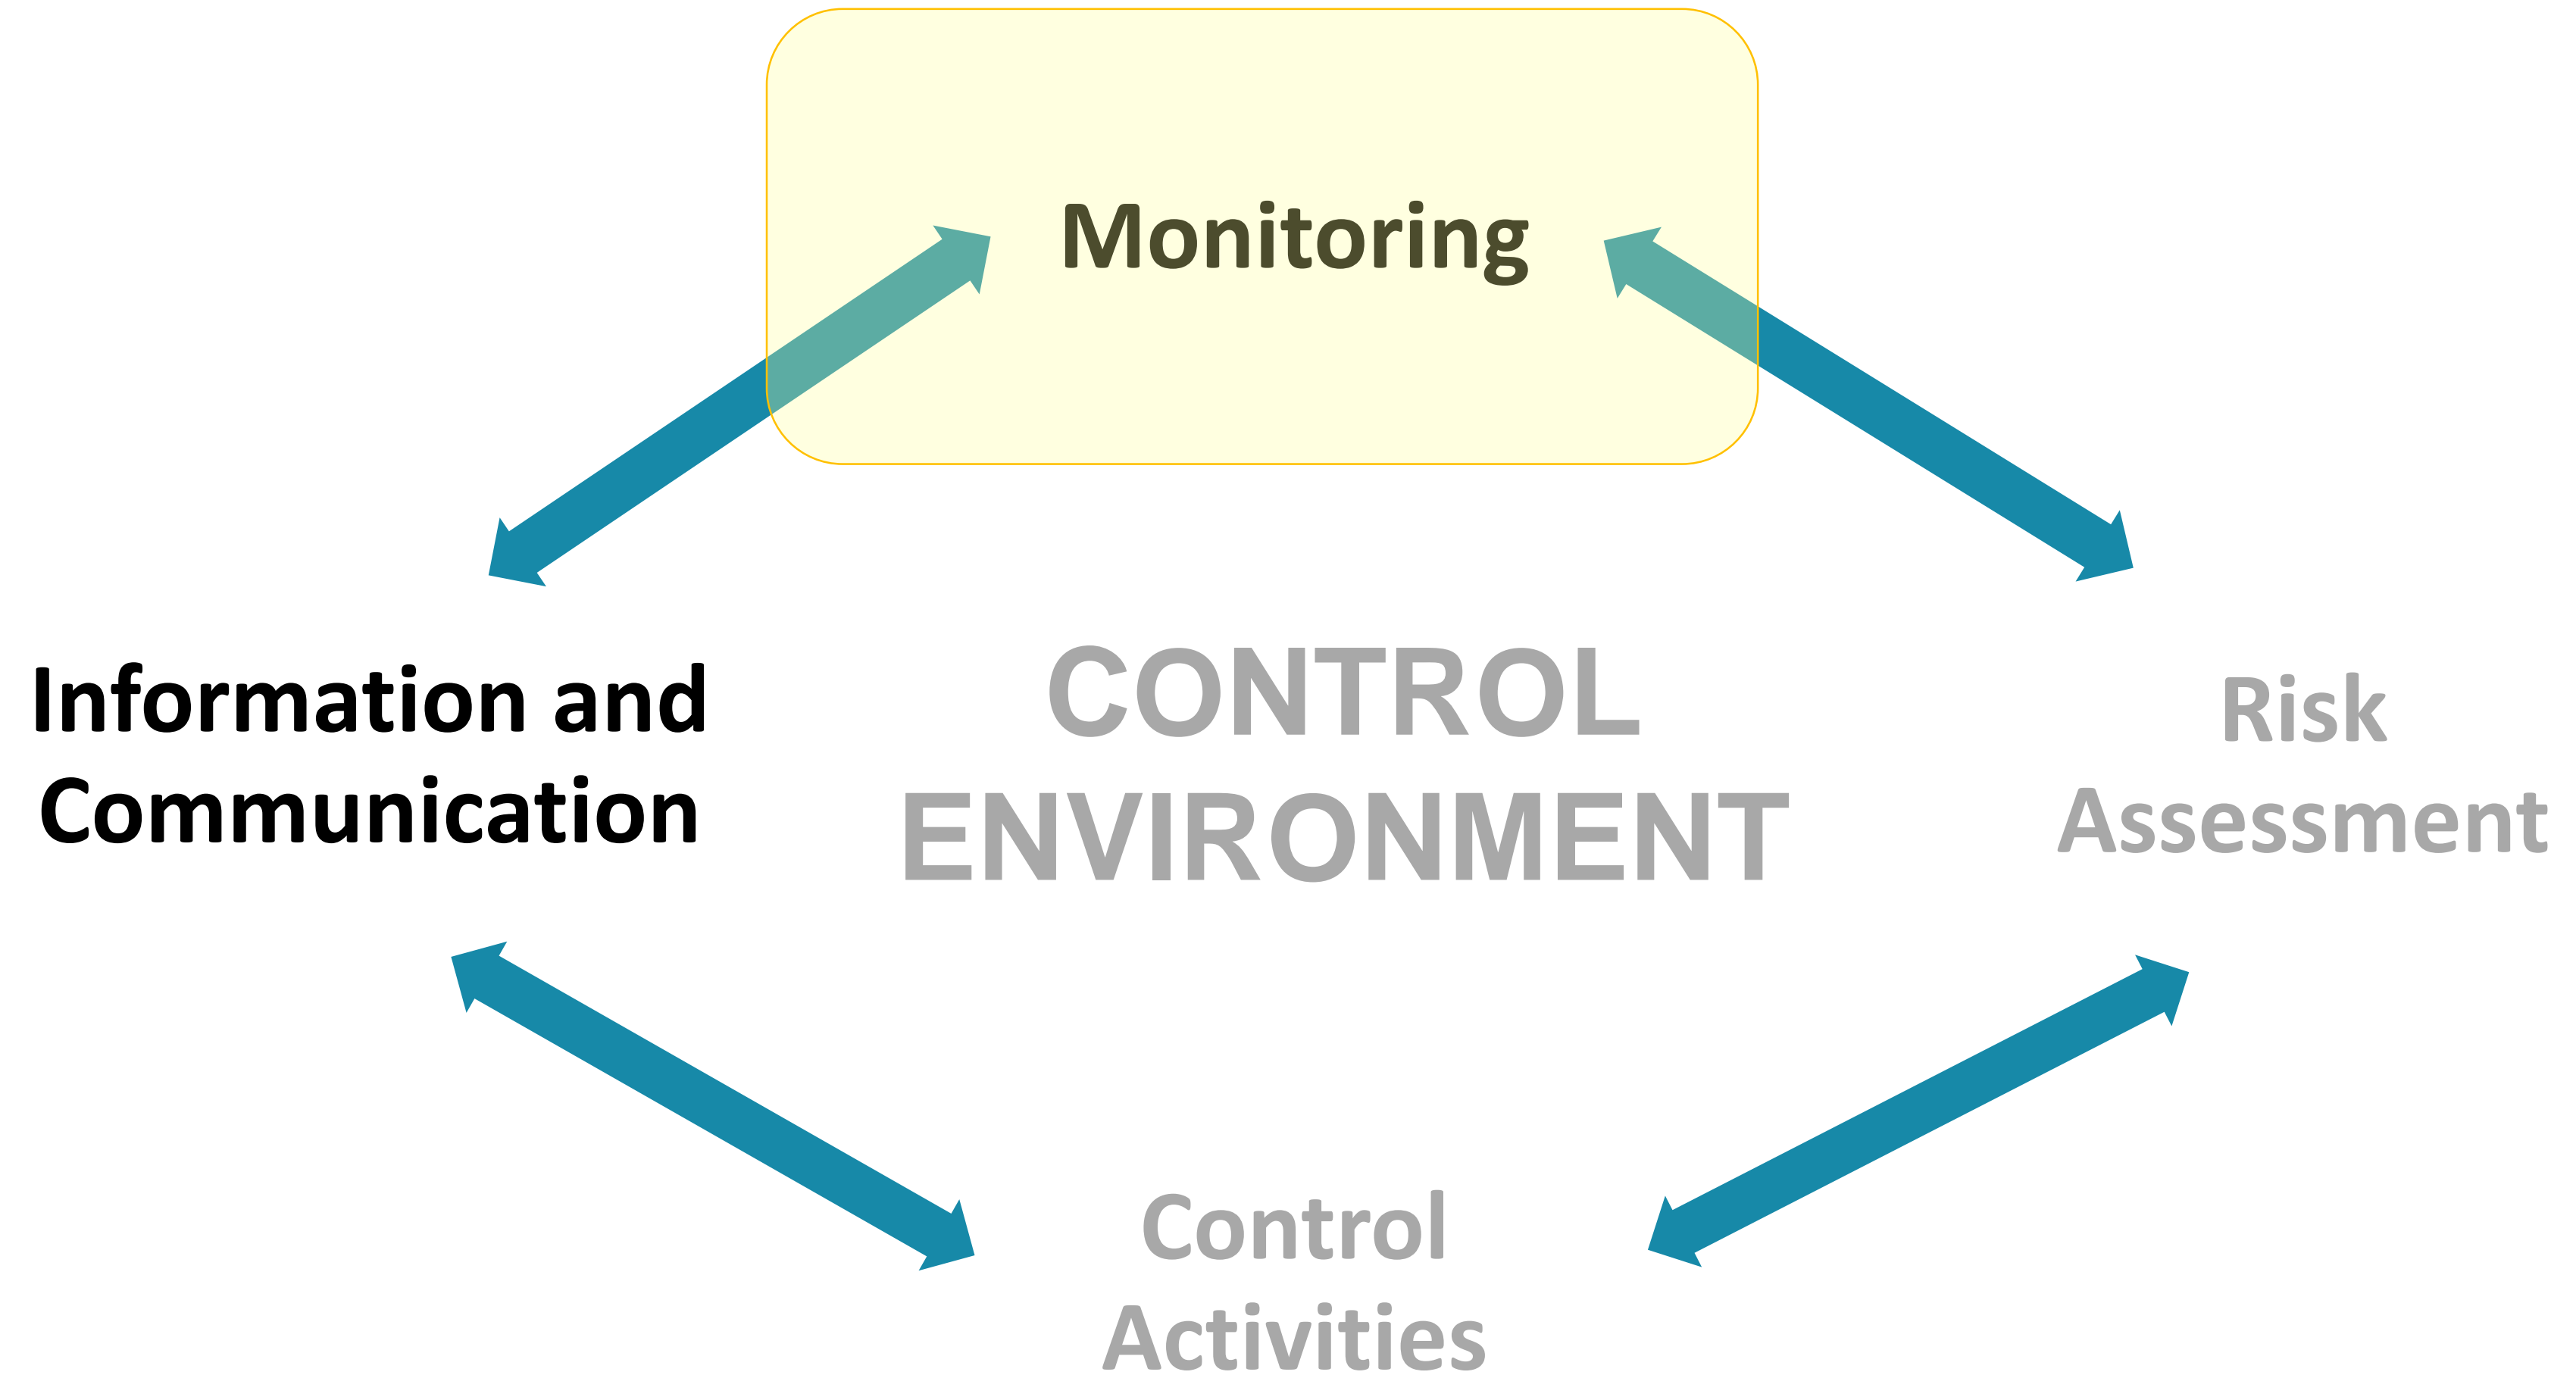 Monitoring
Information and
Communication
CONTROL
ENVIRONMENT
Risk
Assessment
Control
Activities